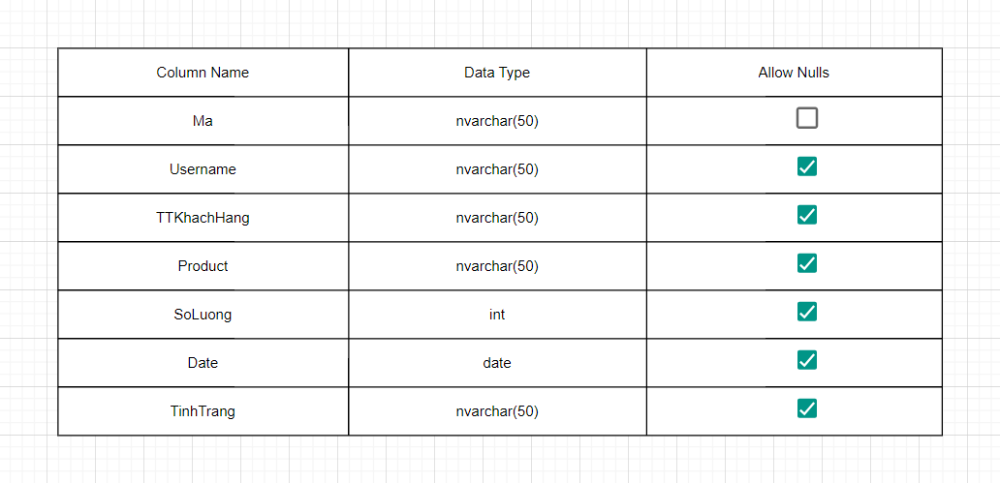 Column Name Data Type Allow Nulls
Ma nvarchar(50)
Username nvarchar(50)
TTKhachHang nvarchar(50)
Product nvarchar(50)
SoLuong int
Date date
TinhTrang nvarchar(50)